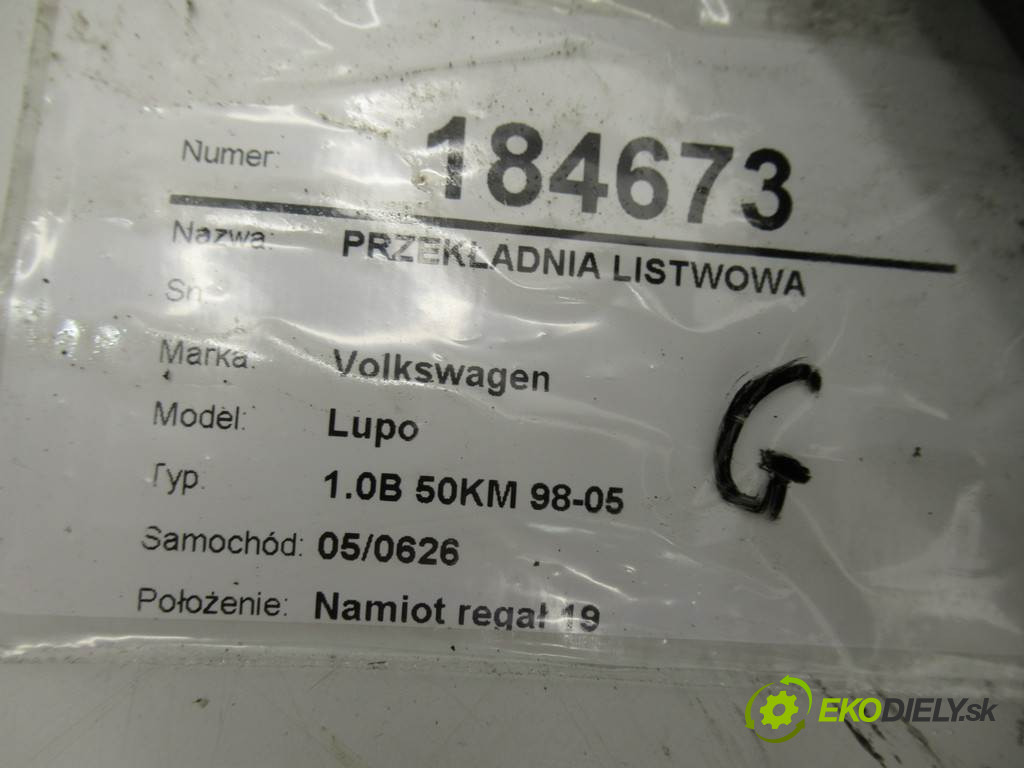 Numer: 184673
Nazwa: PRZEKŁADNIA LISTWOWA
Sn
Marka: Volkswagen
Model: Lupo
Typ: 1.0B 50KM 98-05
Samochód: 05/0626
Położenie: Namiot regał 19
G
EKODIELY.sk